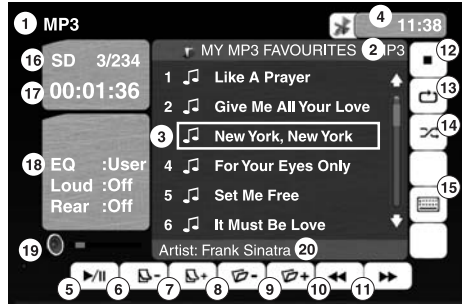 1 MP3 4 11:38
16 SD 3/234
17 00:01:36
MY MP3 FAVOURITES 2 MP3
12
1 Like A Prayer
13
2 Give Me All Your Love
14
3 New York, New York
18 EQ :User
Loud :Off
Rear :Off
4 For Your Eyes Only
15
5 Set Me Free
6 It Must Be Love
19
Artist: Frank Sinatra 20
- + - +
5 6 7 8 9 10 11